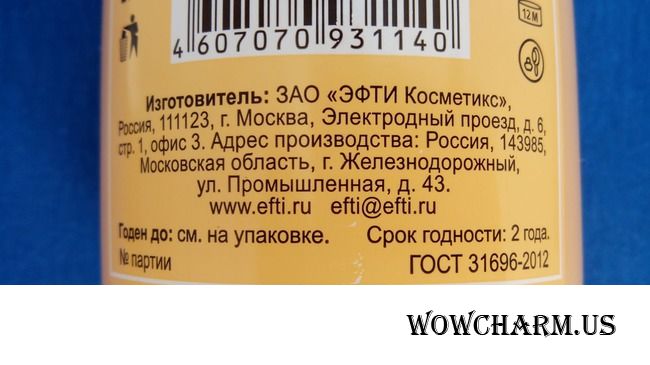 4 607070 931140
12M
Изготовитель: ЗАО «ЭФТИ Косметикс»,
Россия, 111123, г. Москва, Электродный проезд, д. 6,
стр. 1, офис 3. Адрес производства: Россия, 143985,
Московская область, г. Железнодорожный,
ул. Промышленная, д. 43.
www.efti.ru efti@efti.ru
Годен до: см. на упаковке. Срок годности: 2 года.
№ партии ГОСТ 31696-2012
WOWCHARM.US